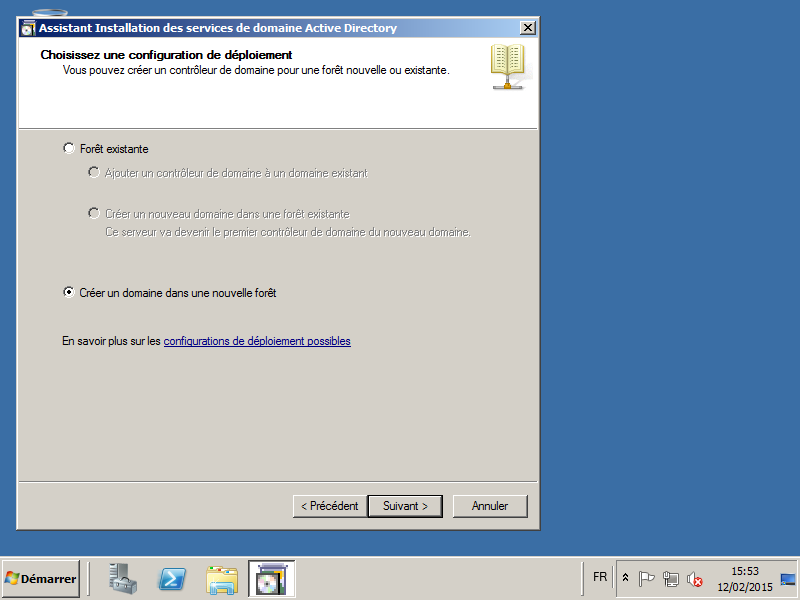 Assistant Installation des services de domaine Active Directory
Choisissez une configuration de déploiement
Vous pouvez créer un contrôleur de domaine pour une forêt nouvelle ou existante.
Forêt existante
Ajouter un contrôleur de domaine à un domaine existant
Créer un nouveau domaine dans une forêt existante
Ce serveur va devenir le premier contrôleur de domaine du nouveau domaine.
Créer un domaine dans une nouvelle forêt
En savoir plus sur les configurations de déploiement possibles
< Précédent
Suivant >
Annuler
Démarrer
FR
15:53
12/02/2015